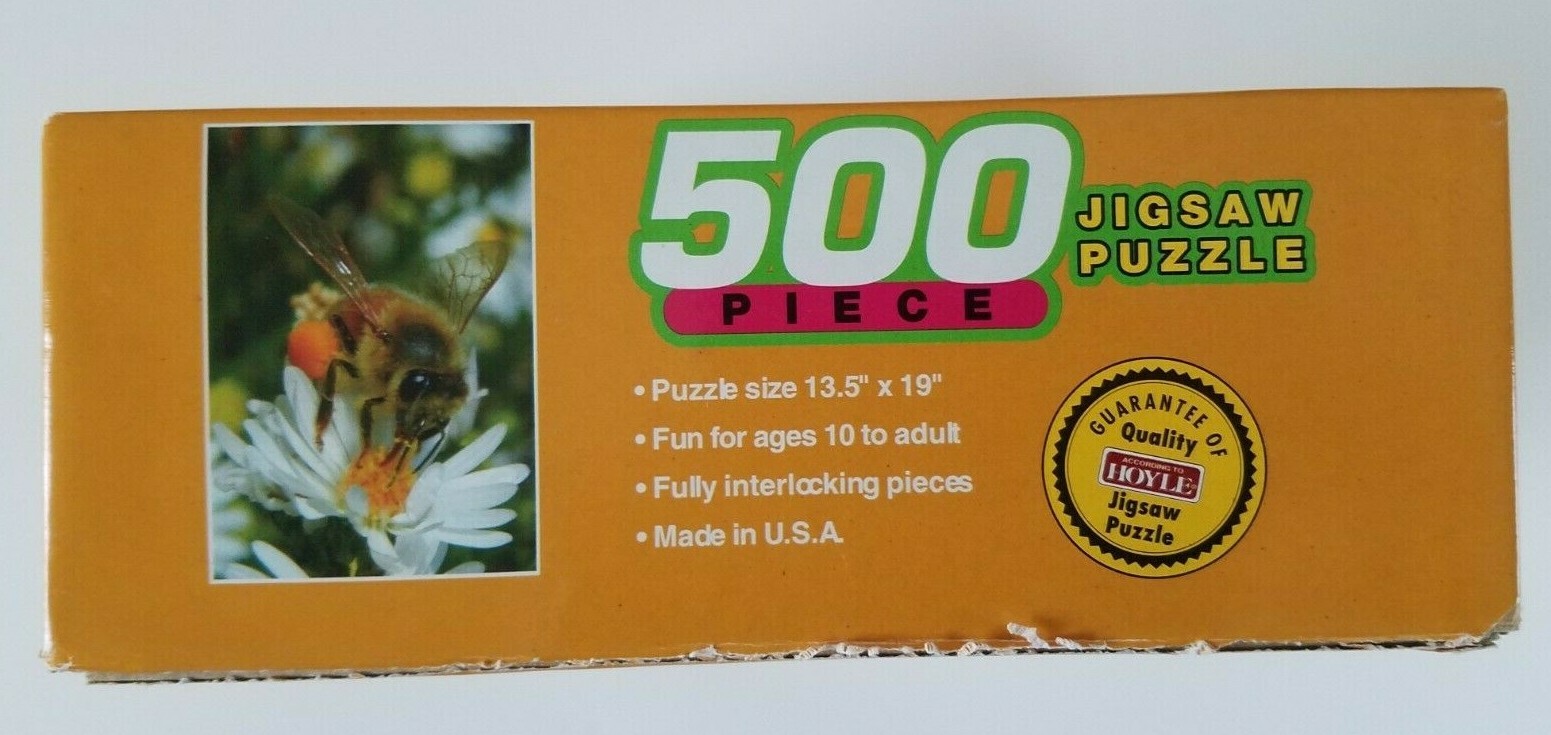 500
PIECE
JIGSAW
PUZZLE
• Puzzle size 13.5" x 19"
• Fun for ages 10 to adult
• Fully interlocking pieces
• Made in U.S.A.
GUARANTEE OF
Quality
ACCORDING TO
HOYLE®
Jigsaw
Puzzle